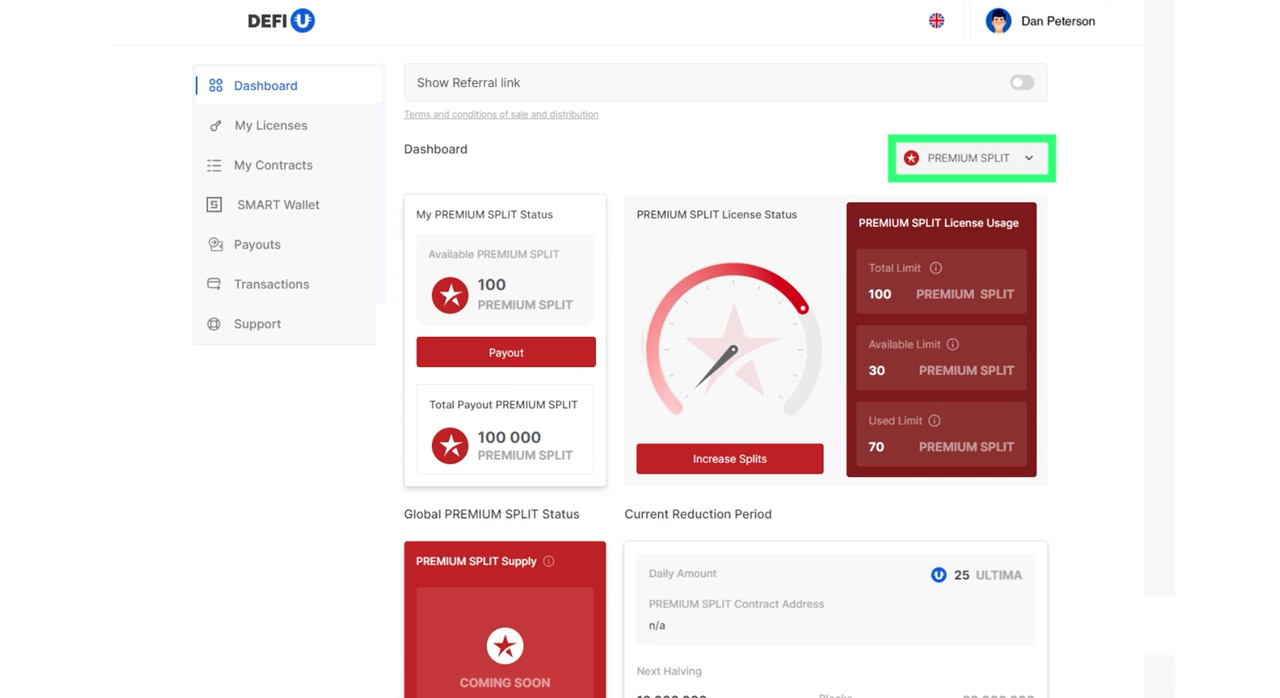 DEFI U
Dan Peterson
Dashboard
My Licenses
My Contracts
SMART Wallet
Payouts
Transactions
Support
Show Referral link
Terms and conditions of sale and distribution
Dashboard
PREMIUM SPLIT
My PREMIUM SPLIT Status
Available PREMIUM SPLIT
100
PREMIUM SPLIT
Payout
Total Payout PREMIUM SPLIT
100 000
PREMIUM SPLIT
PREMIUM SPLIT License Status
Increase Splits
PREMIUM SPLIT License Usage
Total Limit
100 PREMIUM SPLIT
Available Limit
30 PREMIUM SPLIT
Used Limit
70 PREMIUM SPLIT
Global PREMIUM SPLIT Status
PREMIUM SPLIT Supply
COMING SOON
Current Reduction Period
Daily Amount
25 ULTIMA
PREMIUM SPLIT Contract Address
n/a
Next Halving